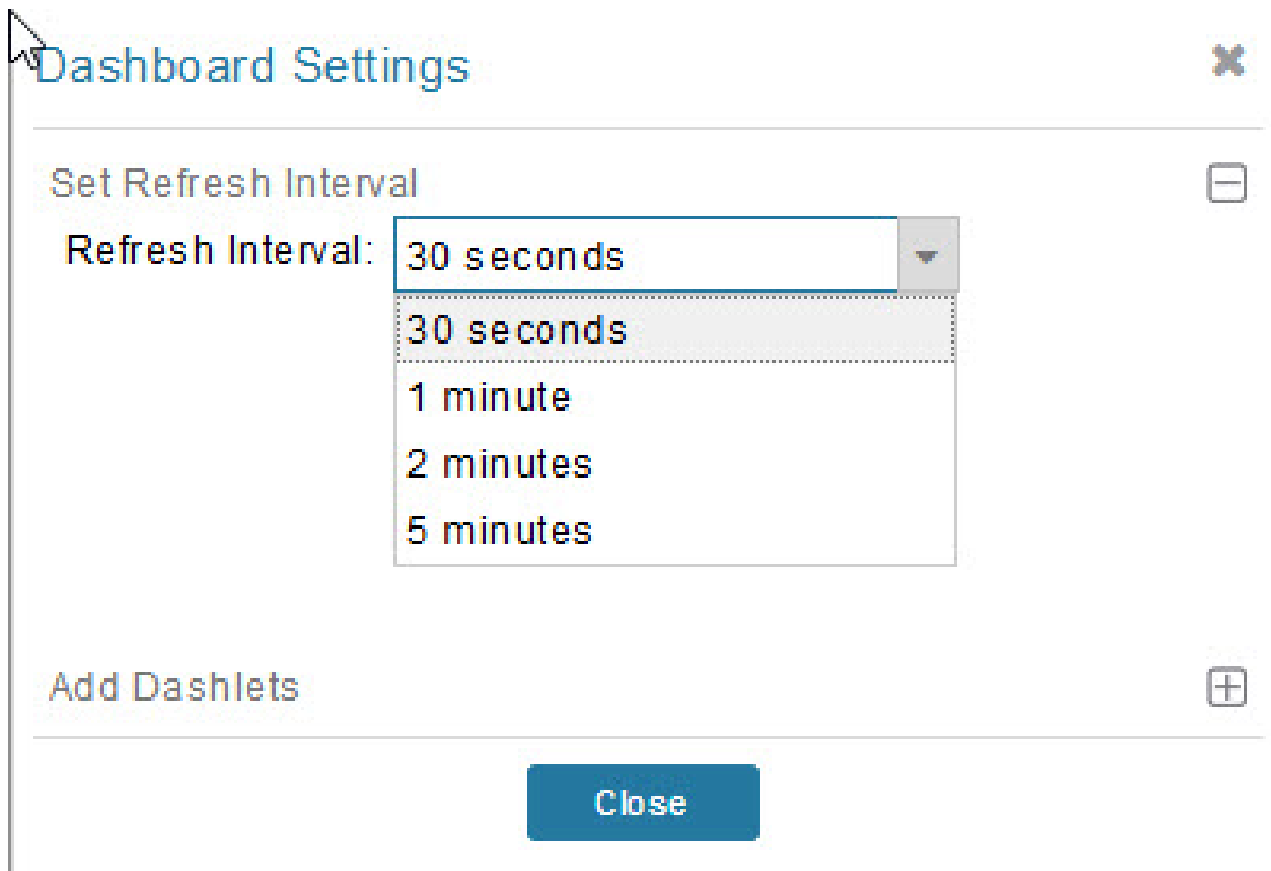 Dashboard Settings
Set Refresh Interval
Refresh Interval: 30 seconds
30 seconds
1 minute
2 minutes
5 minutes
Add Dashlets
Close